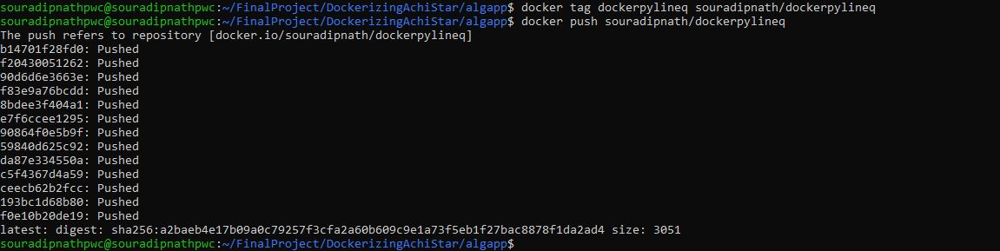 souradipnathpwc@souradipnathpwc:~/FinalProject/DockerizingAchiStar/algapp$ docker tag dockerpylineq souradipnath/dockerpylineq
souradipnathpwc@souradipnathpwc:~/FinalProject/DockerizingAchiStar/algapp$ docker push souradipnath/dockerpylineq
The push refers to repository [docker.io/souradipnath/dockerpylineq]
b14701f28fd0: Pushed
f20430051262: Pushed
90d6d6e3663e: Pushed
f83e9a76bcdd: Pushed
8bdee3f404a1: Pushed
e7f6ccee1295: Pushed
90864f0e5b9f: Pushed
59840d625c92: Pushed
da87e334550a: Pushed
c5f4367d4a59: Pushed
ceecb62b2fcc: Pushed
193bc1d68b80: Pushed
f0e10b20de19: Pushed
latest: digest: sha256:a2baeb4e17b09a0c79257f3cfa2a60b609c9e1a73f5eb1f27bac8878f1da2ad4 size: 3051
souradipnathpwc@souradipnathpwc:~/FinalProject/DockerizingAchiStar/algapp$